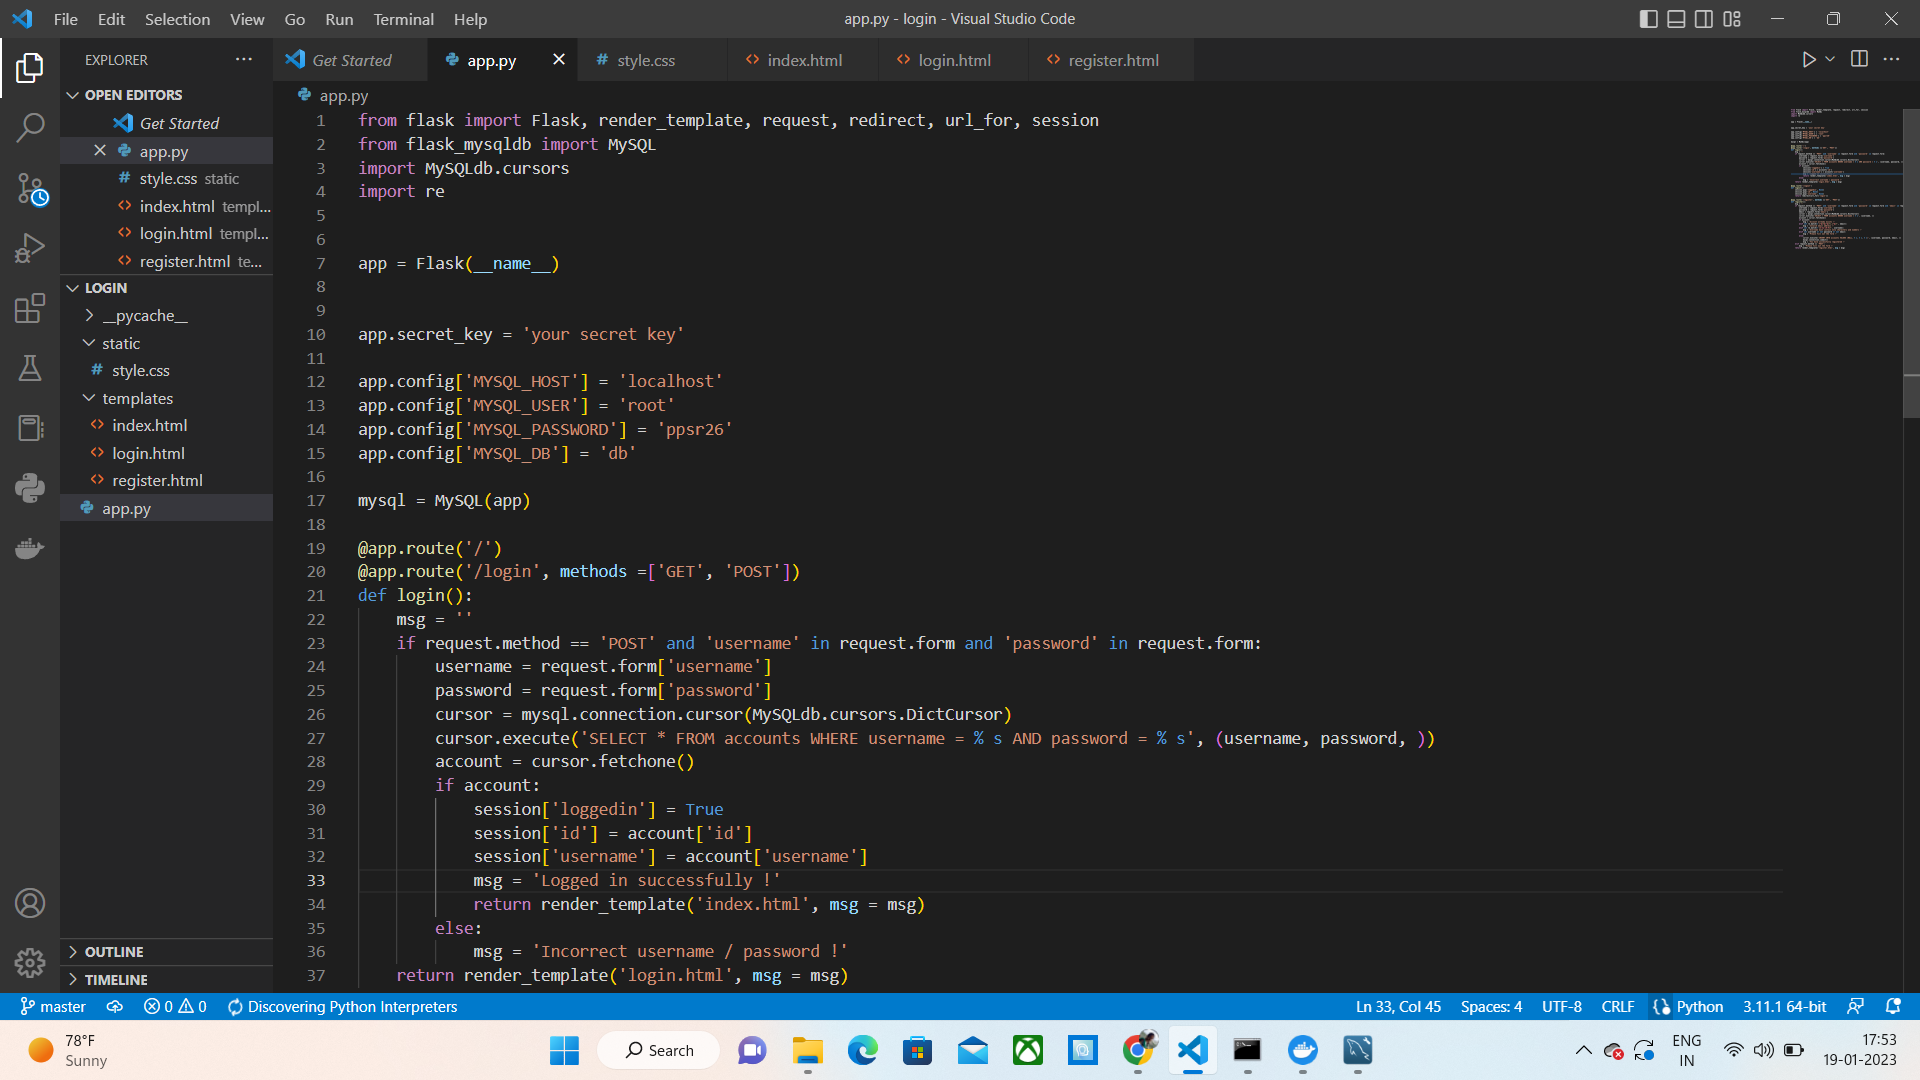 File Edit Selection View Go Run Terminal Help
app.py - login - Visual Studio Code
EXPLORER
OPEN EDITORS
Get Started
app.py
style.css static
index.html templ...
login.html templ...
register.html te...
LOGIN
__pycache__
static
style.css
templates
index.html
login.html
register.html
app.py
OUTLINE
TIMELINE
Get Started app.py style.css index.html login.html register.html
app.py
1 from flask import Flask, render_template, request, redirect, url_for, session
2 from flask_mysqldb import MySQL
3 import MySQLdb.cursors
4 import re
5
6
7 app = Flask(__name__)
8
9
10 app.secret_key = 'your secret key'
11
12 app.config['MYSQL_HOST'] = 'localhost'
13 app.config['MYSQL_USER'] = 'root'
14 app.config['MYSQL_PASSWORD'] = 'ppsr26'
15 app.config['MYSQL_DB'] = 'db'
16
17 mysql = MySQL(app)
18
19 @app.route('/')
20 @app.route('/login', methods =['GET', 'POST'])
21 def login():
22 msg = ''
23 if request.method == 'POST' and 'username' in request.form and 'password' in request.form:
24 username = request.form['username']
25 password = request.form['password']
26 cursor = mysql.connection.cursor(MySQLdb.cursors.DictCursor)
27 cursor.execute('SELECT * FROM accounts WHERE username = % s AND password = % s', (username, password, ))
28 account = cursor.fetchone()
29 if account:
30 session['loggedin'] = True
31 session['id'] = account['id']
32 session['username'] = account['username']
33 msg = 'Logged in successfully !'
34 return render_template('index.html', msg = msg)
35 else:
36 msg = 'Incorrect username / password !'
37 return render_template('login.html', msg = msg)
master 0 0 Discovering Python Interpreters Ln 33, Col 45 Spaces: 4 UTF-8 CRLF Python 3.11.1 64-bit
78°F
Sunny
Search
ENG
IN
17:53
19-01-2023